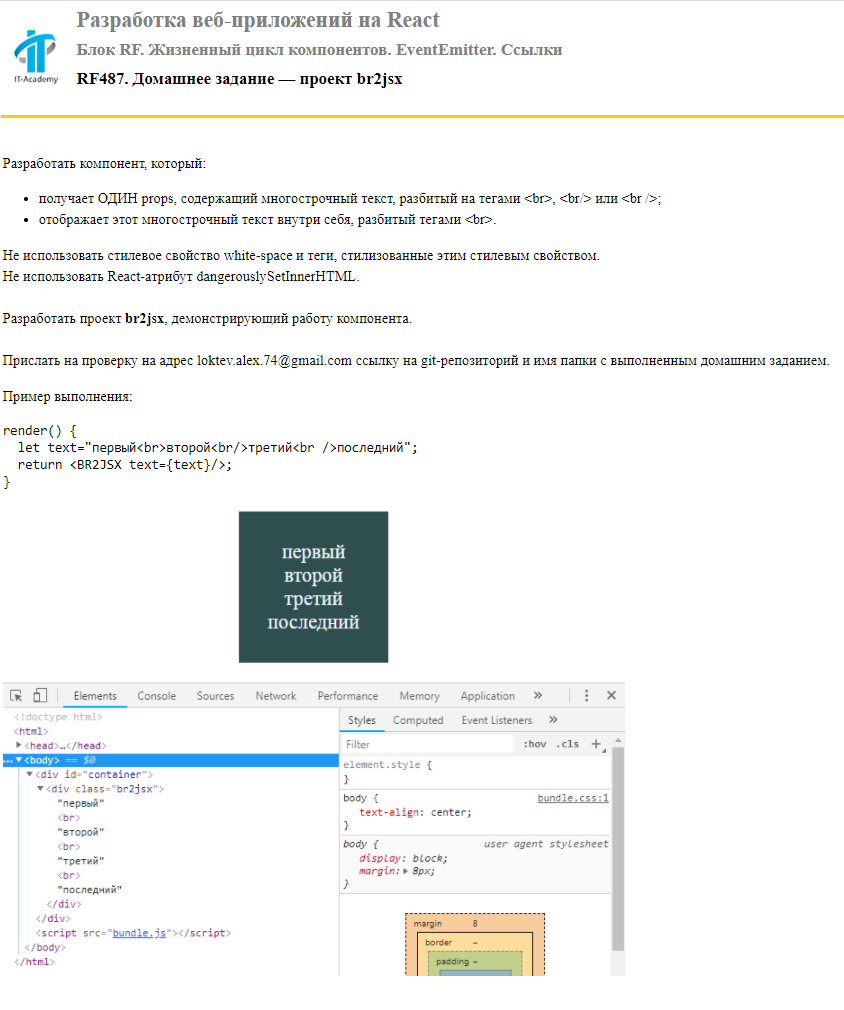 Разработка веб-приложений на React
Блок RF. Жизненный цикл компонентов. EventEmitter. Ссылки
IT-Academy
RF487. Домашнее задание — проект br2jsx
Разработать компонент, который:
• получает ОДИН props, содержащий многострочный текст, разбитый на тегами <br>, <br/> или <br />;
• отображает этот многострочный текст внутри себя, разбитый тегами <br>.
Не использовать стилевое свойство white-space и теги, стилизованные этим стилевым свойством.
Не использовать React-атрибут dangerouslySetInnerHTML.
Разработать проект br2jsx, демонстрирующий работу компонента.
Прислать на проверку на адрес loktev.alex.74@gmail.com ссылку на git-репозиторий и имя папки с выполненным домашним заданием.
Пример выполнения:
render() {
  let text="первый<br>второй<br/>третий<br />последний";
  return <BR2JSX text={text}/>;
}
первый
второй
третий
последний
Elements Console Sources Network Performance Memory Application »
<!doctype html>
<html>
<head>…</head>
…<body> == $0
<div id="container">
<div class="br2jsx">
"первый"
<br>
"второй"
<br>
"третий"
<br>
"последний"
</div>
</div>
<script src="bundle.js"></script>
</body>
</html>
Styles Computed Event Listeners »
Filter :hov .cls +
element.style {
}
body { bundle.css:1
text-align: center;
}
body { user agent stylesheet
display: block;
margin: 8px;
}
margin 8
border –
padding –